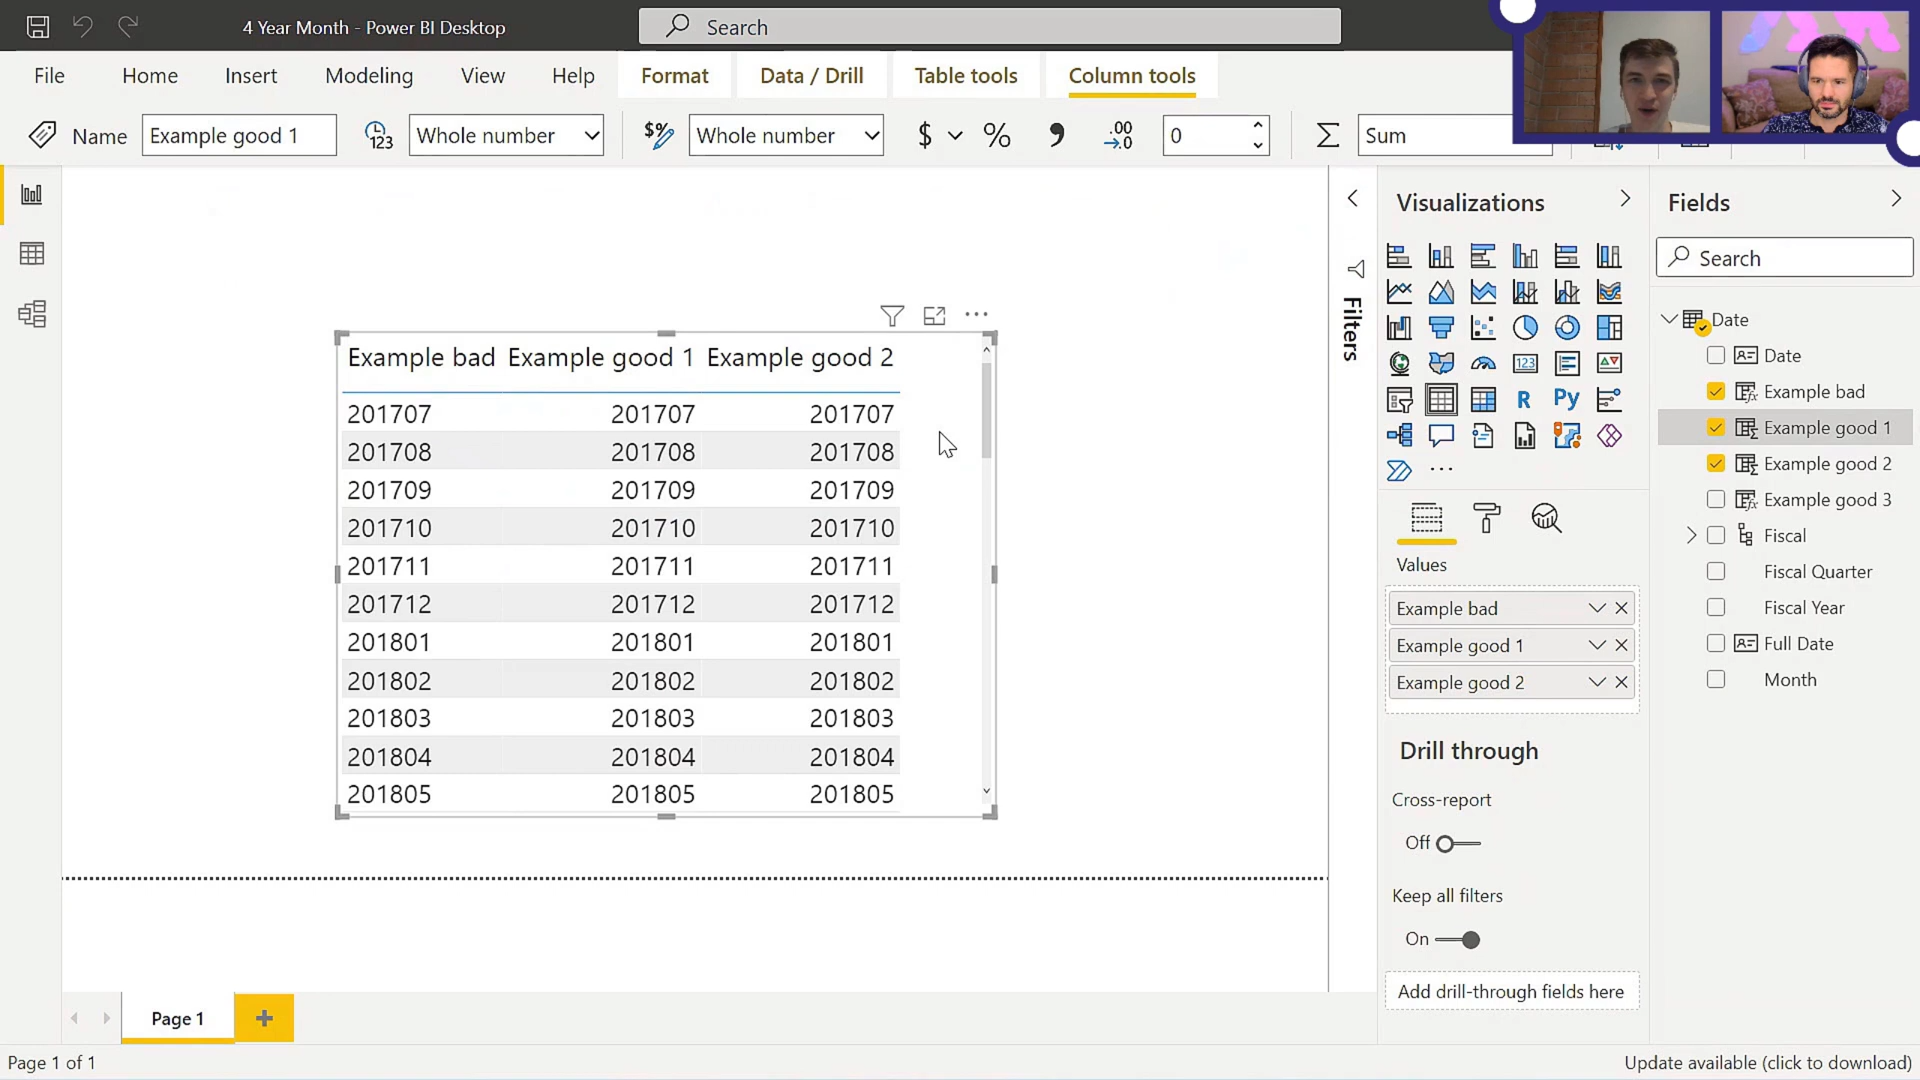 4 Year Month - Power BI Desktop
Search
File Home Insert Modeling View Help Format Data / Drill Table tools Column tools
Name Example good 1 123 Whole number $% Whole number $ % .00 →.0 0 Σ Sum
Visualizations
Fields
Search
Filters
Example bad Example good 1 Example good 2
201707 201707 201707
201708 201708 201708
201709 201709 201709
201710 201710 201710
201711 201711 201711
201712 201712 201712
201801 201801 201801
201802 201802 201802
201803 201803 201803
201804 201804 201804
201805 201805 201805
123
R Py
Values
Example bad
Example good 1
Example good 2
Drill through
Cross-report
Off
Keep all filters
On
Add drill-through fields here
Date
Date
Example bad
Example good 1
Example good 2
Example good 3
Fiscal
Fiscal Quarter
Fiscal Year
Full Date
Month
Page 1
Page 1 of 1
Update available (click to download)